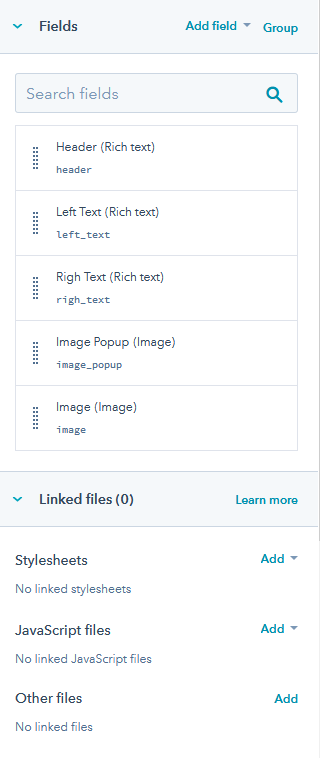 Fields Add field Group
Search fields
Header (Rich text)
header
Left Text (Rich text)
left_text
Righ Text (Rich text)
righ_text
Image Popup (Image)
image_popup
Image (Image)
image
Linked files (0) Learn more
Stylesheets Add
No linked stylesheets
JavaScript files Add
No linked JavaScript files
Other files Add
No linked files